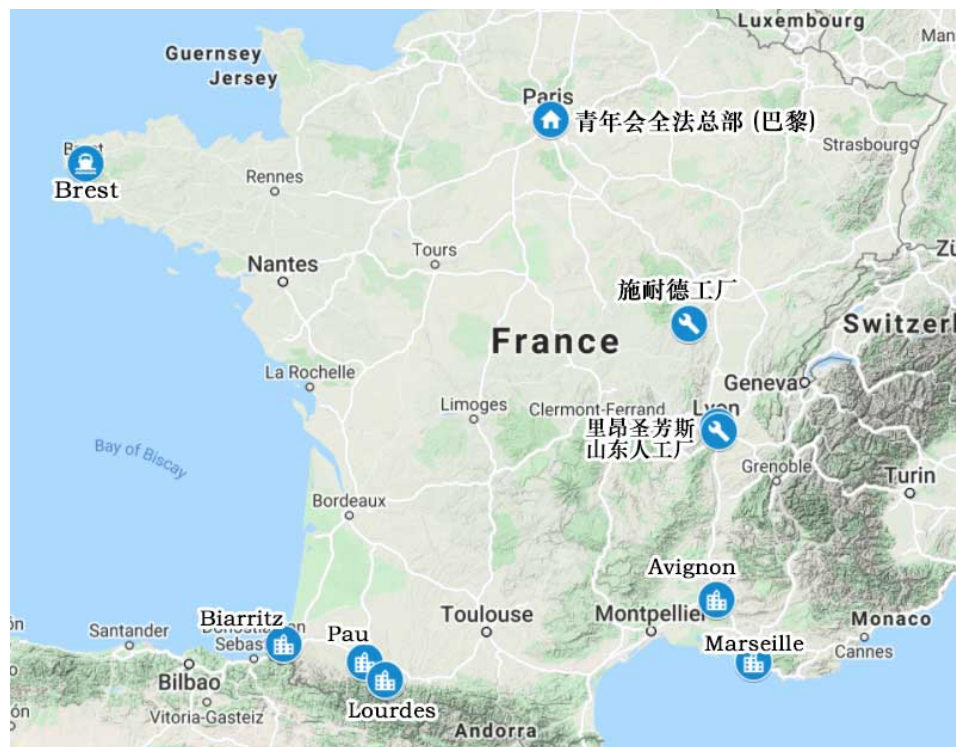 Luxembourg
Guernsey
Jersey
Paris
青年会全法总部 (巴黎)
Strasbourg
Brest
Rennes
Tours
Nantes
施耐德工厂
France
La Rochelle
Geneva
Limoges
Clermont-Ferrand
Lyon
里昂圣芳斯
山东人工厂
Bay of Biscay
Grenoble
Turin
Bordeaux
Avignon
Biarritz
Pau
Toulouse
Montpellier
Monaco
Santander
Marseille
Cannes
Bilbao
Lourdes
Vitoria-Gasteiz
Andorra